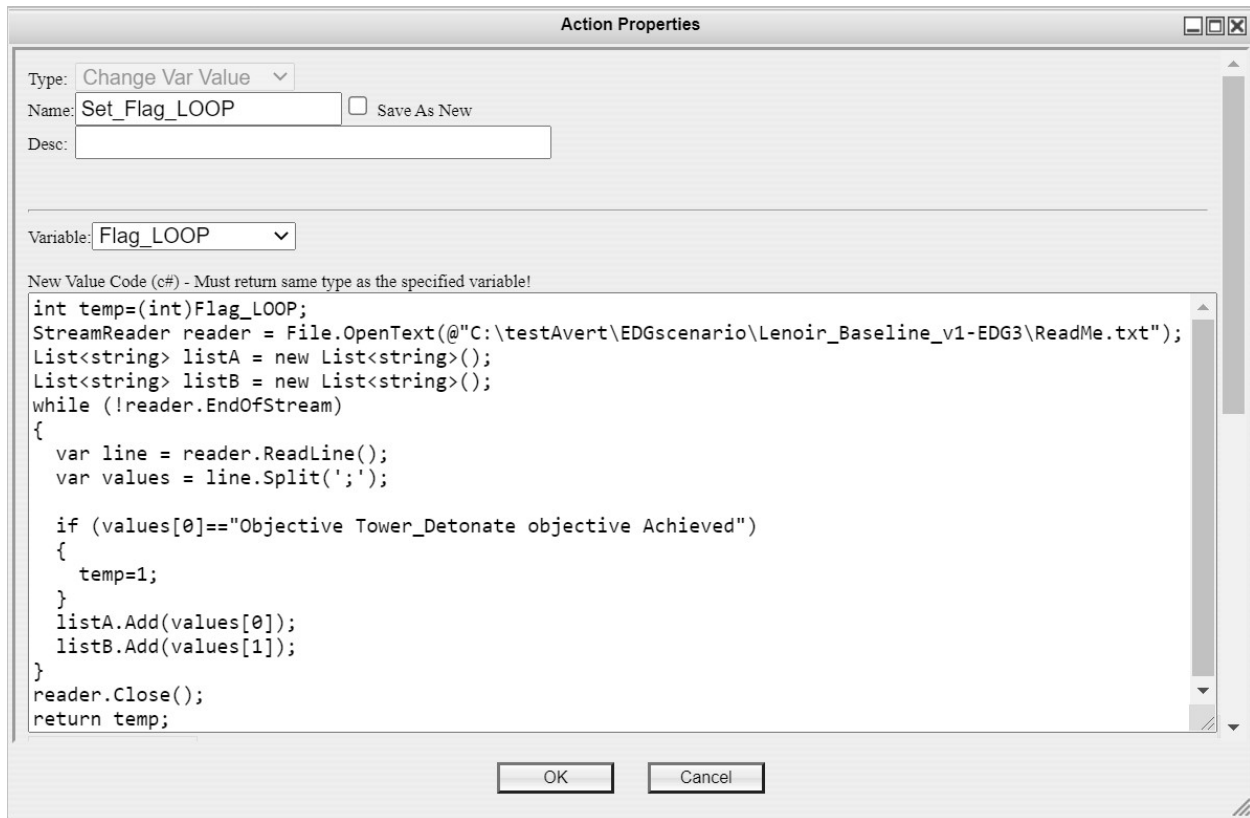 Action Properties
Type: Change Var Value
Name: Set_Flag_LOOP Save As New
Desc:
Variable: Flag_LOOP
New Value Code (c#) - Must return same type as the specified variable!
int temp=(int)Flag_LOOP;
StreamReader reader = File.OpenText(@"C:\testAvert\EDGscenario\Lenoir_Baseline_v1-EDG3\ReadMe.txt");
List<string> listA = new List<string>();
List<string> listB = new List<string>();
while (!reader.EndOfStream)
{
  var line = reader.ReadLine();
  var values = line.Split(';');
  if (values[0]=="Objective Tower_Detonate objective Achieved")
  {
    temp=1;
  }
  listA.Add(values[0]);
  listB.Add(values[1]);
}
reader.Close();
return temp;
OK Cancel